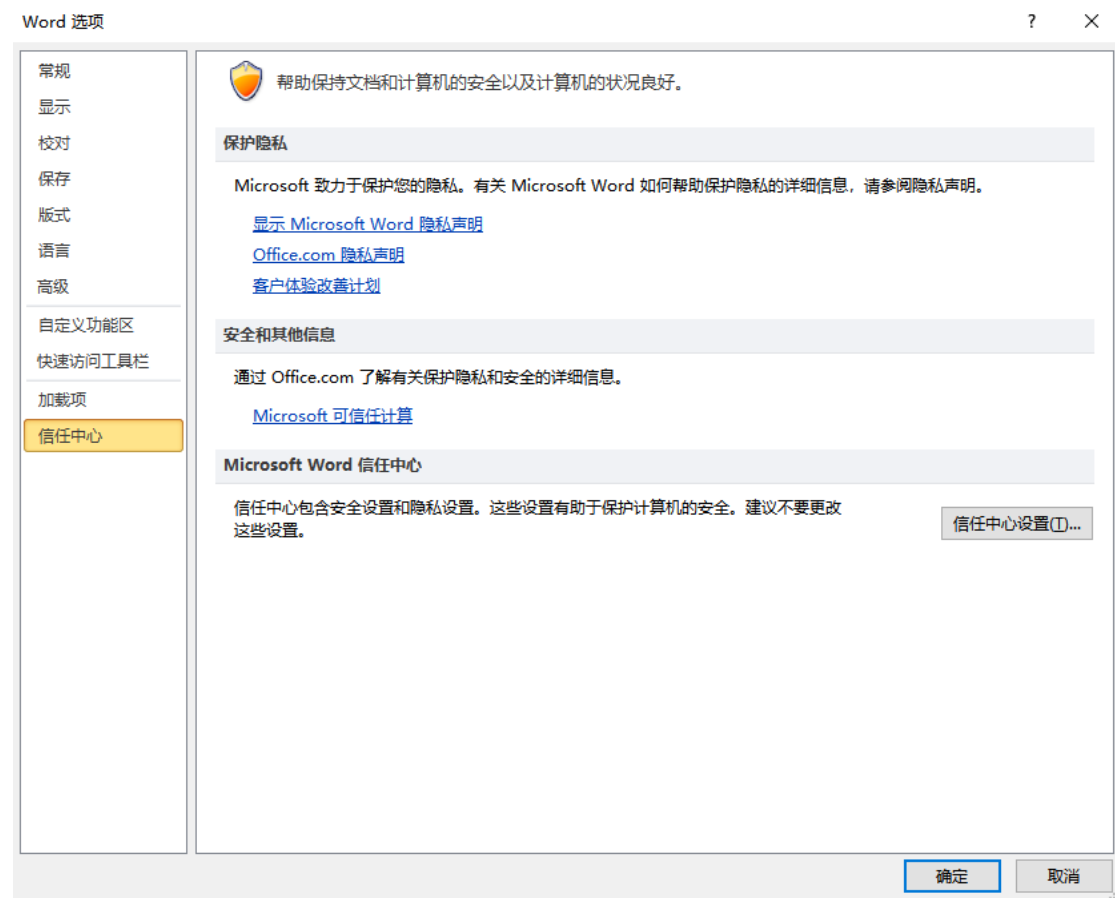 Word 选项
常规
显示
校对
保存
版式
语言
高级
自定义功能区
快速访问工具栏
加载项
信任中心
帮助保持文档和计算机的安全以及计算机的状况良好。
保护隐私
Microsoft 致力于保护您的隐私。有关 Microsoft Word 如何帮助保护隐私的详细信息，请参阅隐私声明。
显示 Microsoft Word 隐私声明
Office.com 隐私声明
客户体验改善计划
安全和其他信息
通过 Office.com 了解有关保护隐私和安全的详细信息。
Microsoft 可信任计算
Microsoft Word 信任中心
信任中心包含安全设置和隐私设置。这些设置有助于保护计算机的安全。建议不要更改
这些设置。
信任中心设置(T)...
确定
取消